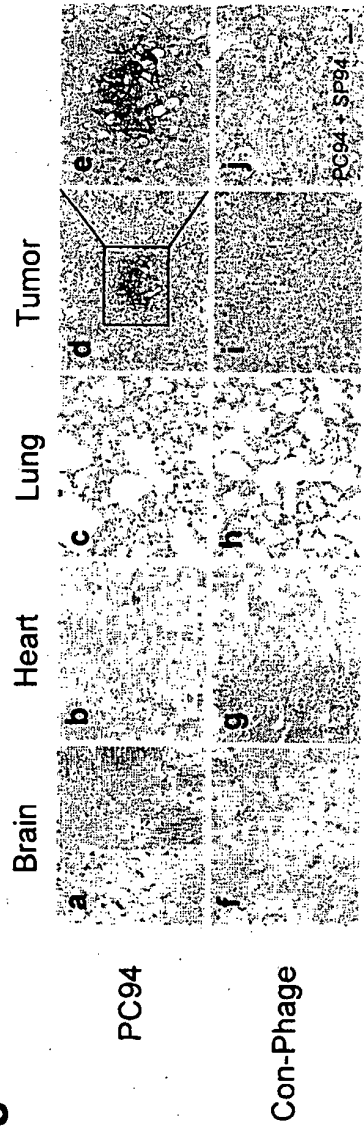 Brain Heart Lung Tumor
PC94
a b c d e
Con-Phage
f g h i j
PC94 + SP94